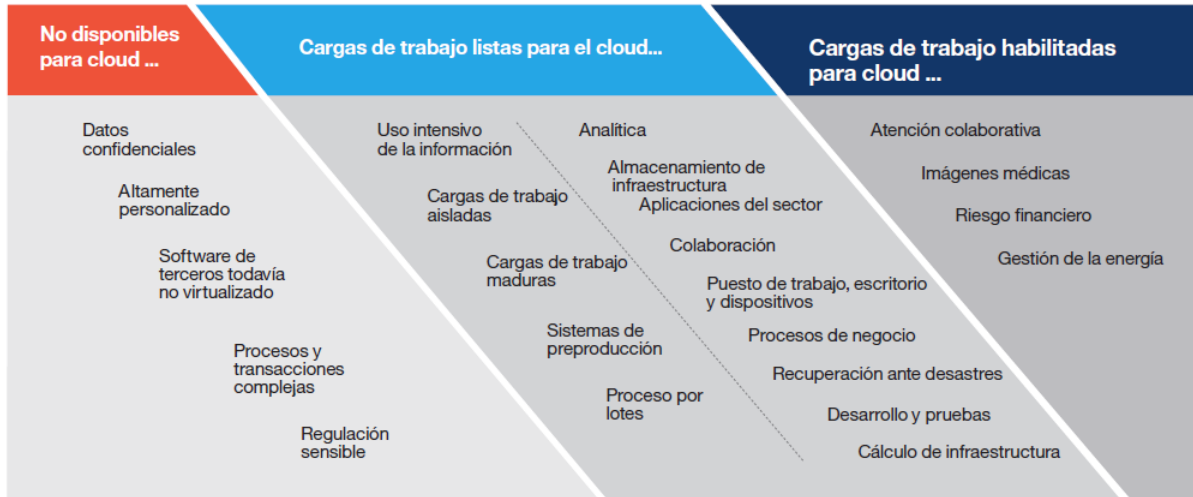 No disponibles
para cloud ...
Cargas de trabajo listas para el cloud...
Cargas de trabajo habilitadas
para cloud ...
Datos
confidenciales
Altamente
personalizado
Software de
terceros todavía
no virtualizado
Procesos y
transacciones
complejas
Regulación
sensible
Uso intensivo
de la información
Cargas de trabajo
aisladas
Cargas de trabajo
maduras
Sistemas de
preproducción
Proceso por
lotes
Analítica
Almacenamiento de
infraestructura
Aplicaciones del sector
Colaboración
Puesto de trabajo, escritorio
y dispositivos
Procesos de negocio
Recuperación ante desastres
Desarrollo y pruebas
Cálculo de infraestructura
Atención colaborativa
Imágenes médicas
Riesgo financiero
Gestión de la energía